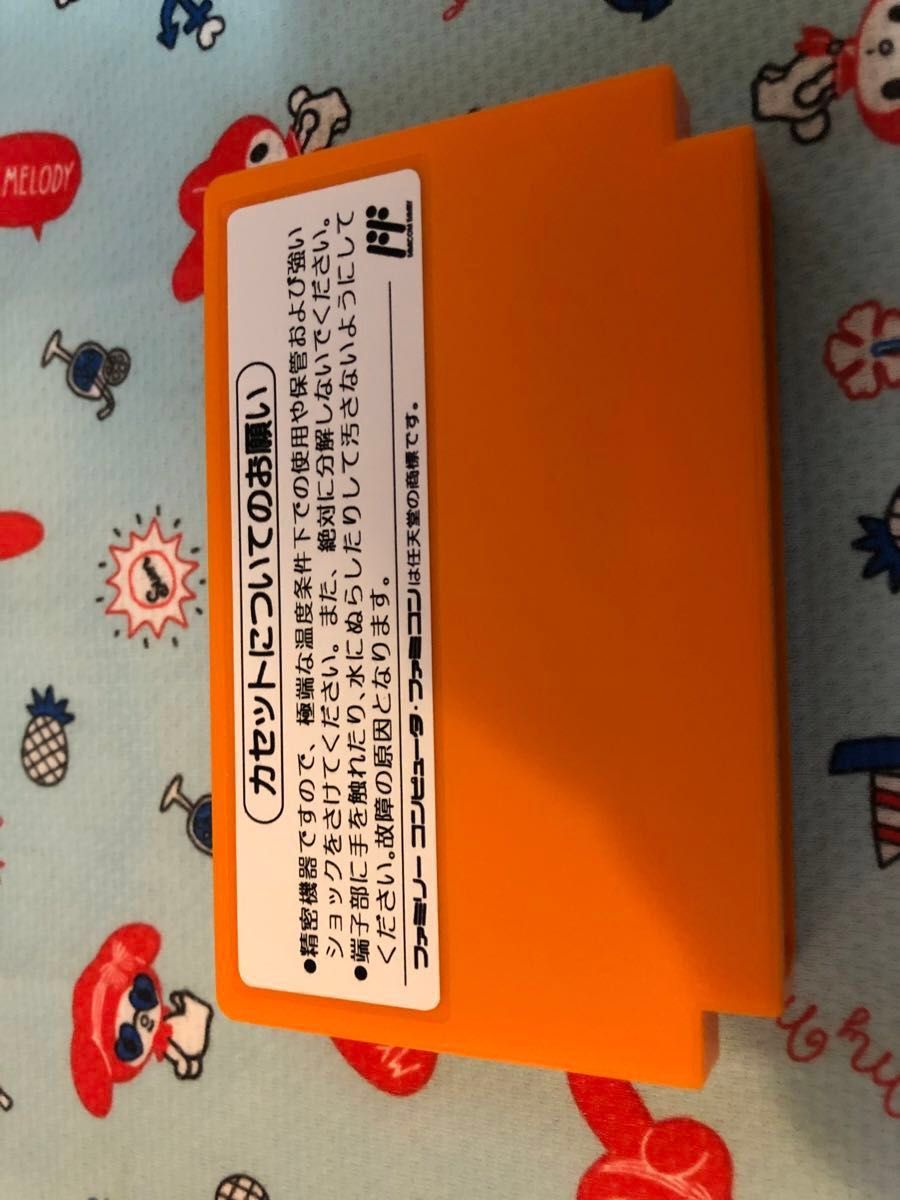 カセットについてのお願い
●精密機器ですので、極端な温度条件下での使用や保管および強い
ショックをさけてください。また、絶対に分解しないでください。
●端子部に手を触れたり、水にぬらしたりして汚さないようにして
ください。故障の原因となります。
ファミリーコンピュータ・ファミコンは任天堂の商標です。
FAMICOM FAMILY
MELODY